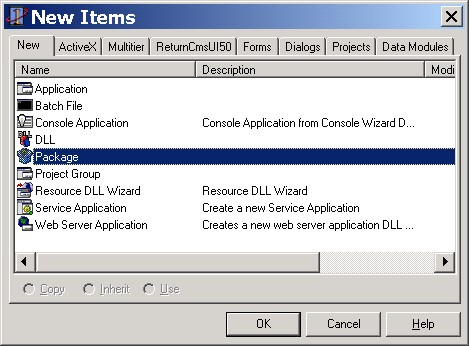 New Items
New ActiveX Multitier ReturnCmsUI50 Forms Dialogs Projects Data Modules
Name Description Modi
Application
Batch File
Console Application Console Application from Console Wizard D...
DLL
Package
Project Group
Resource DLL Wizard Resource DLL Wizard
Service Application Create a new Service Application
Web Server Application Creates a new web server application DLL ...
Copy Inherit Use
OK Cancel Help